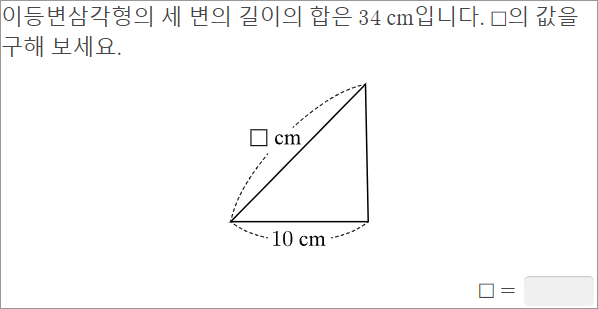 이등변삼각형의 세 변의 길이의 합은 34 cm입니다. □의 값을
구해 보세요.
□ cm
10 cm
□ =